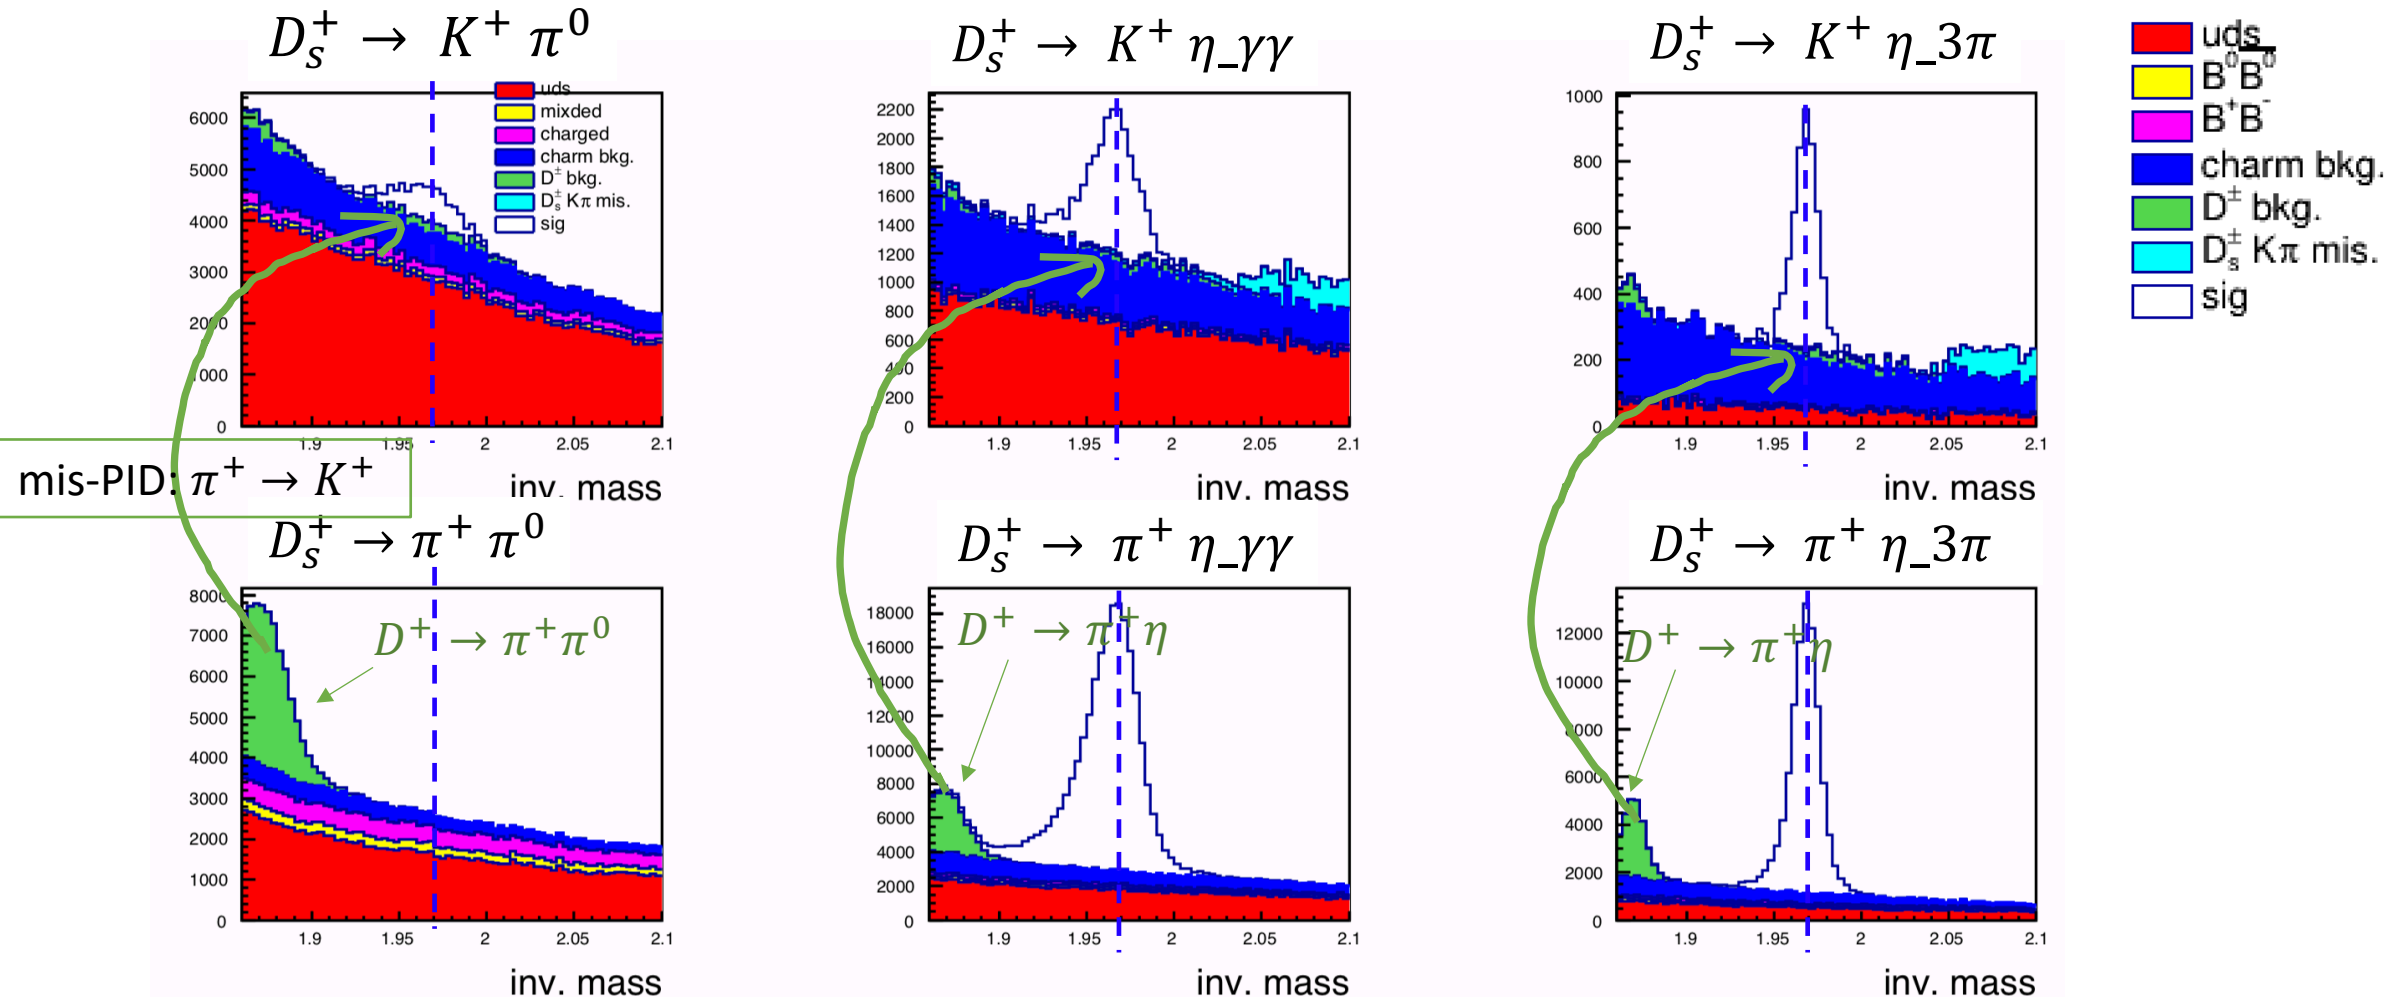 D_s^+ → K^+ π^0
D_s^+ → K^+ η_γγ
D_s^+ → K^+ η_3π
uds
B^0B̅^0
B^+B^-
charm bkg.
D^± bkg.
D_s^± Kπ mis.
sig
uds
mixded
charged
charm bkg.
D^± bkg.
D_s^± Kπ mis.
sig
6000
5000
4000
3000
2000
1000
0
1.9 1.95 2 2.05 2.1
inv. mass
2200
2000
1800
1600
1400
1200
1000
800
600
400
200
0
1.9 1.95 2 2.05 2.1
inv. mass
1000
800
600
400
200
0
1.9 1.95 2 2.05 2.1
inv. mass
mis-PID: π^+ → K^+
D_s^+ → π^+ π^0
D_s^+ → π^+ η_γγ
D_s^+ → π^+ η_3π
8000
7000
6000
5000
4000
3000
2000
1000
0
D^+ → π^+π^0
1.9 1.95 2 2.05 2.1
inv. mass
18000
16000
14000
12000
10000
8000
6000
4000
2000
0
D^+ → π^+η
1.9 1.95 2 2.05 2.1
inv. mass
12000
10000
8000
6000
4000
2000
0
D^+ → π^+η
1.9 1.95 2 2.05 2.1
inv. mass